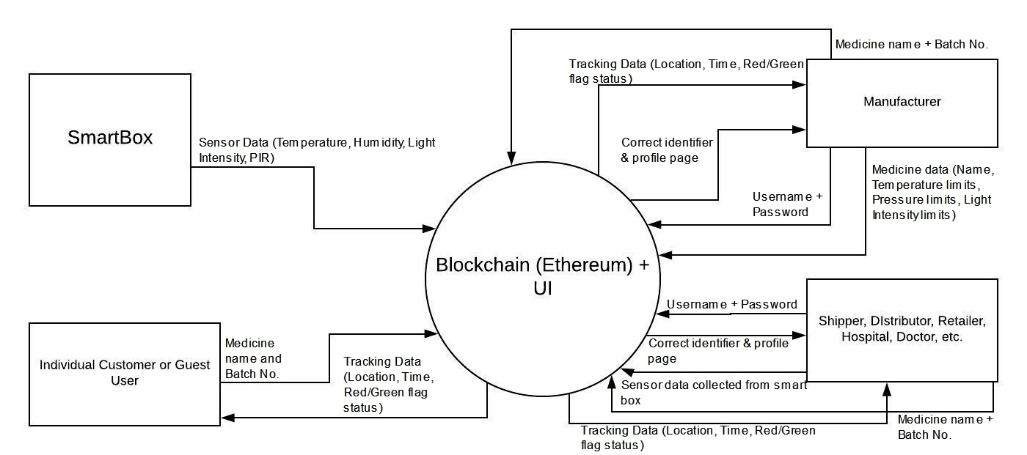 Medicine name + Batch No.
Tracking Data (Location, Time, Red/Green
flag status)
Manufacturer
SmartBox
Sensor Data (Temperature, Humidity, Light
Intensity, PIR)
Correct identifier
& profile page
Medicine data (Name,
Temperature limits,
Pressure limits, Light
Intensity limits)
Username +
Password
Blockchain (Ethereum) +
UI
Username + Password
Shipper, DIstributor, Retailer,
Hospital, Doctor, etc.
Correct identifier & profile
page
Sensor data collected from smart
box
Individual Customer or Guest
User
Medicine
name and
Batch No.
Tracking Data
(Location, Time,
Red/Green flag
status)
Medicine name +
Batch No.
Tracking Data (Location, Time, Red/Green
flag status)